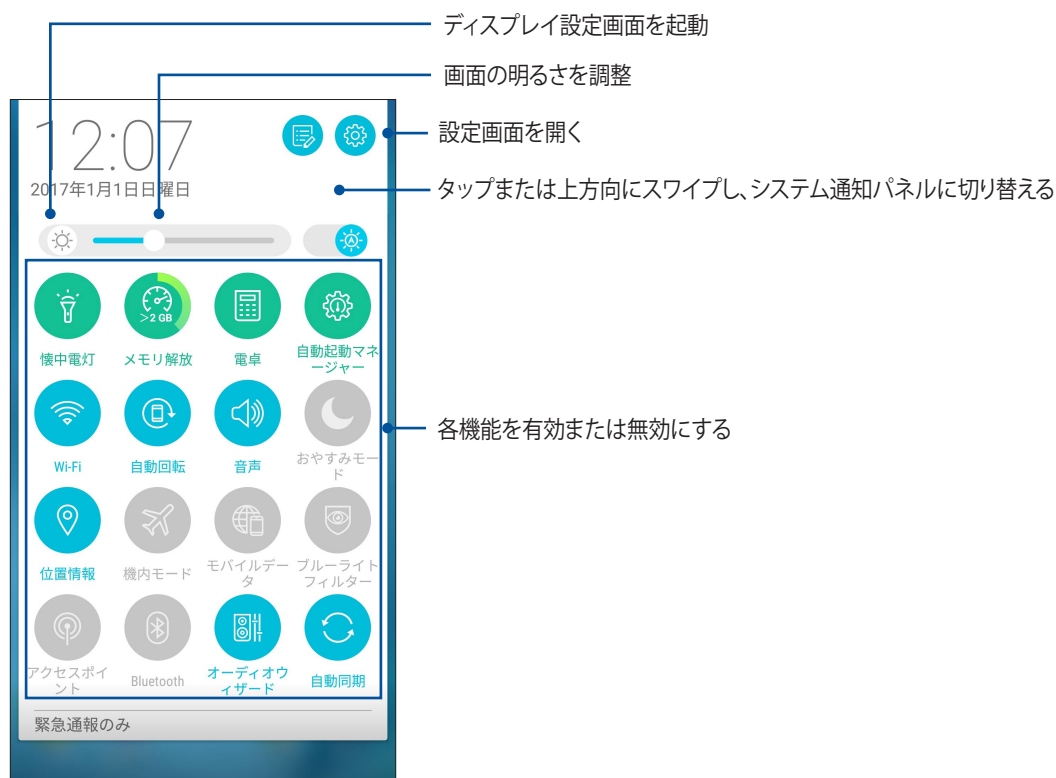 ディスプレイ設定画面を起動
画面の明るさを調整
12:07
設定画面を開く
2017年1月1日日曜日
タップまたは上方向にスワイプし、システム通知パネルに切り替える
A
>2 GB
懐中電灯
メモリ解放
電卓
自動起動マネ
ージャー
Wi-Fi
自動回転
音声
おやすみモー
ド
各機能を有効または無効にする
位置情報
機内モード
モバイルデー
タ
ブルーライト
フィルター
アクセスポイ
ント
Bluetooth
オーディオウ
ィザード
自動同期
緊急通報のみ